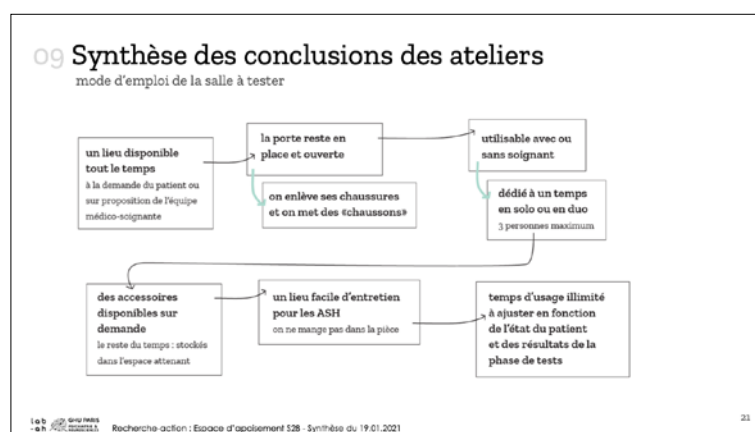 09 Synthèse des conclusions des ateliers
mode d'emploi de la salle à tester
un lieu disponible
tout le temps
à la demande du patient ou
sur proposition de l'équipe
médico-soignante
la porte reste en
place et ouverte
on enlève ses chaussures
et on met des «chaussons»
utilisable avec ou
sans soignant
dédié à un temps
en solo ou en duo
3 personnes maximum
des accessoires
disponibles sur
demande
le reste du temps : stockés
dans l'espace attenant
un lieu facile d'entretien
pour les ASH
on ne mange pas dans la pièce
temps d'usage illimité
à ajuster en fonction
de l'état du patient
et des résultats de la
phase de tests
lab
-ah
GHU PARIS
Recherche-action : Espace d'apaisement S28 - Synthèse du 19.01.2021
21